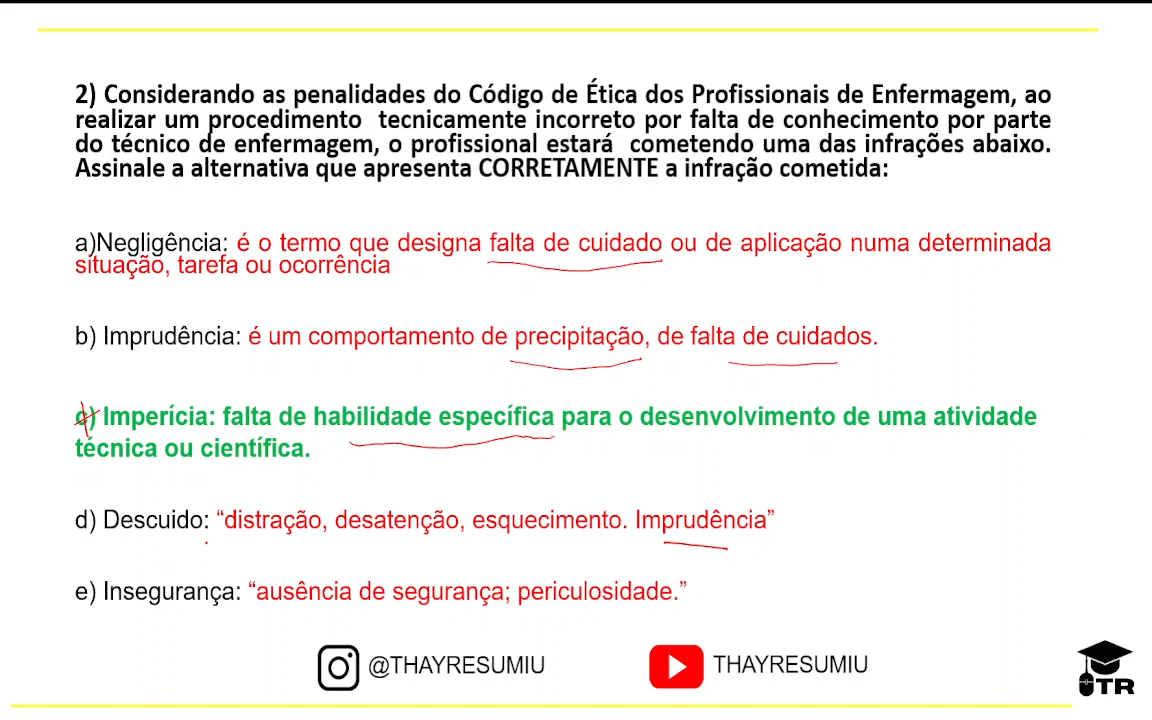 2) Considerando as penalidades do Código de Ética dos Profissionais de Enfermagem, ao
realizar um procedimento tecnicamente incorreto por falta de conhecimento por parte
do técnico de enfermagem, o profissional estará cometendo uma das infrações abaixo.
Assinale a alternativa que apresenta CORRETAMENTE a infração cometida:
a)Negligência: é o termo que designa falta de cuidado ou de aplicação numa determinada
situação, tarefa ou ocorrência
b) Imprudência: é um comportamento de precipitação, de falta de cuidados.
c) Imperícia: falta de habilidade específica para o desenvolvimento de uma atividade
técnica ou científica.
d) Descuido: “distração, desatenção, esquecimento. Imprudência”
e) Insegurança: “ausência de segurança; periculosidade.”
@THAYRESUMIU
THAYRESUMIU
TR